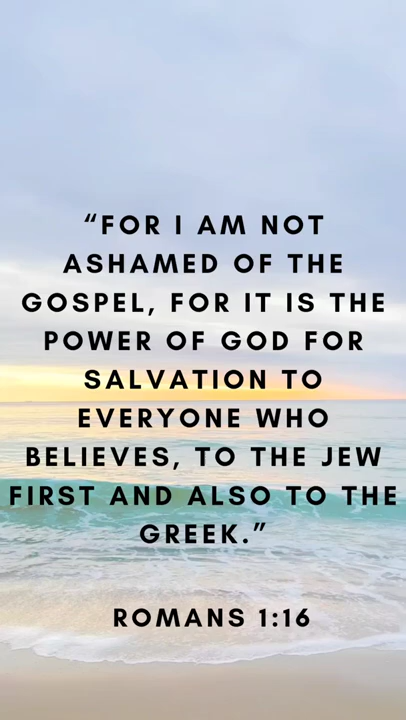 “FOR I AM NOT
ASHAMED OF THE
GOSPEL, FOR IT IS THE
POWER OF GOD FOR
SALVATION TO
EVERYONE WHO
BELIEVES, TO THE JEW
FIRST AND ALSO TO THE
GREEK.”
ROMANS 1:16